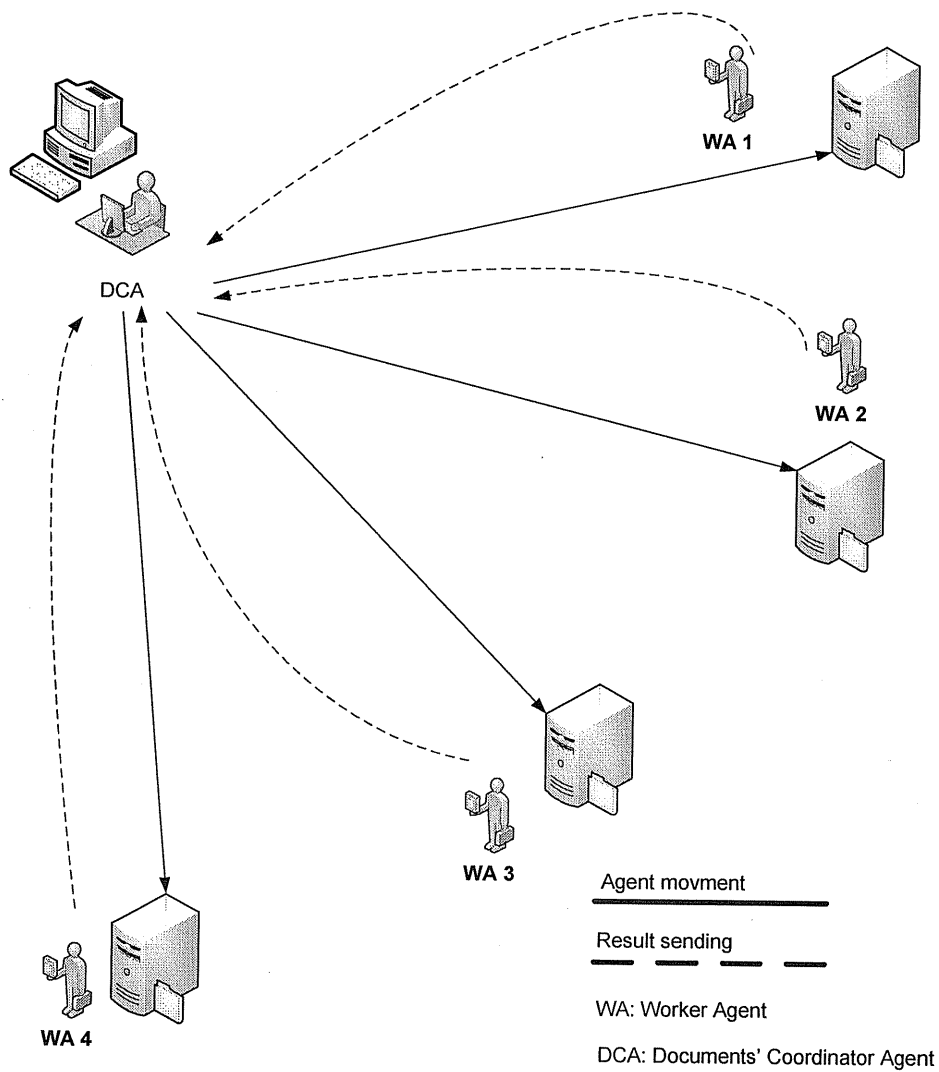 WA 1
DCA
WA 2
WA 3
WA 4
Agent movment
Result sending
WA: Worker Agent
DCA: Documents' Coordinator Agent